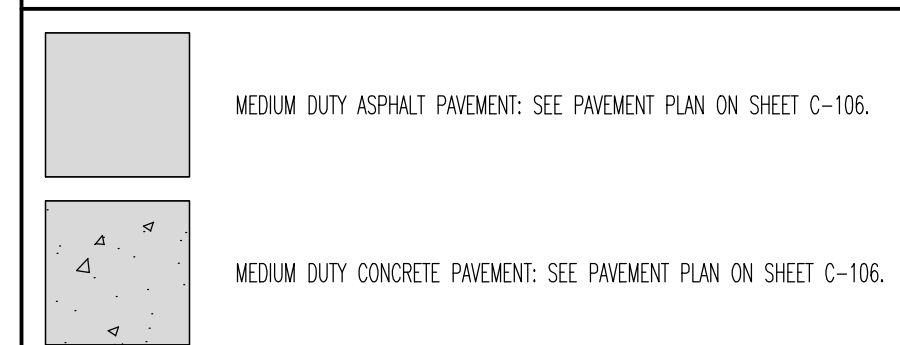 MEDIUM DUTY ASPHALT PAVEMENT: SEE PAVEMENT PLAN ON SHEET C-106.
MEDIUM DUTY CONCRETE PAVEMENT: SEE PAVEMENT PLAN ON SHEET C-106.